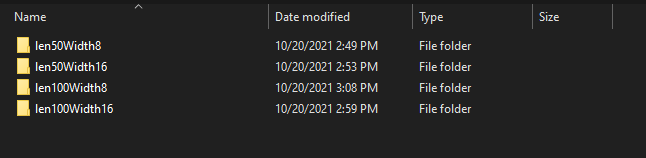 Name Date modified Type Size
len50Width8 10/20/2021 2:49 PM File folder
len50Width16 10/20/2021 2:53 PM File folder
len100Width8 10/20/2021 3:08 PM File folder
len100Width16 10/20/2021 2:59 PM File folder